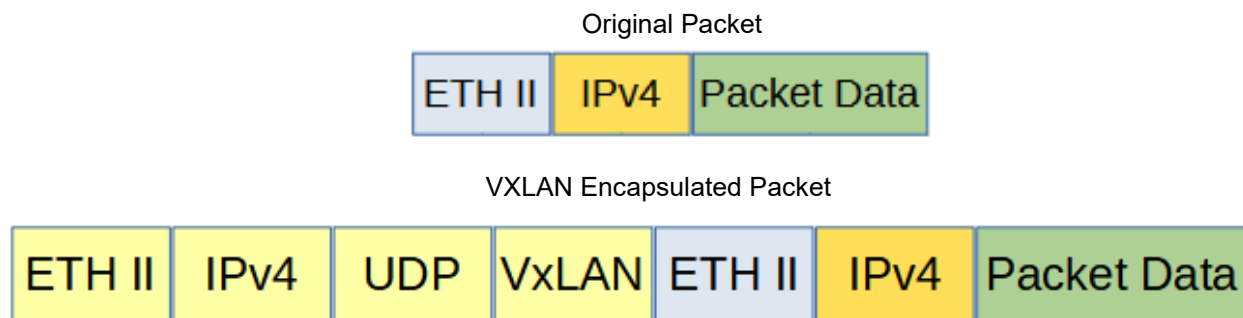 Original Packet
ETH II IPv4 Packet Data
VXLAN Encapsulated Packet
ETH II IPv4 UDP VxLAN ETH II IPv4 Packet Data